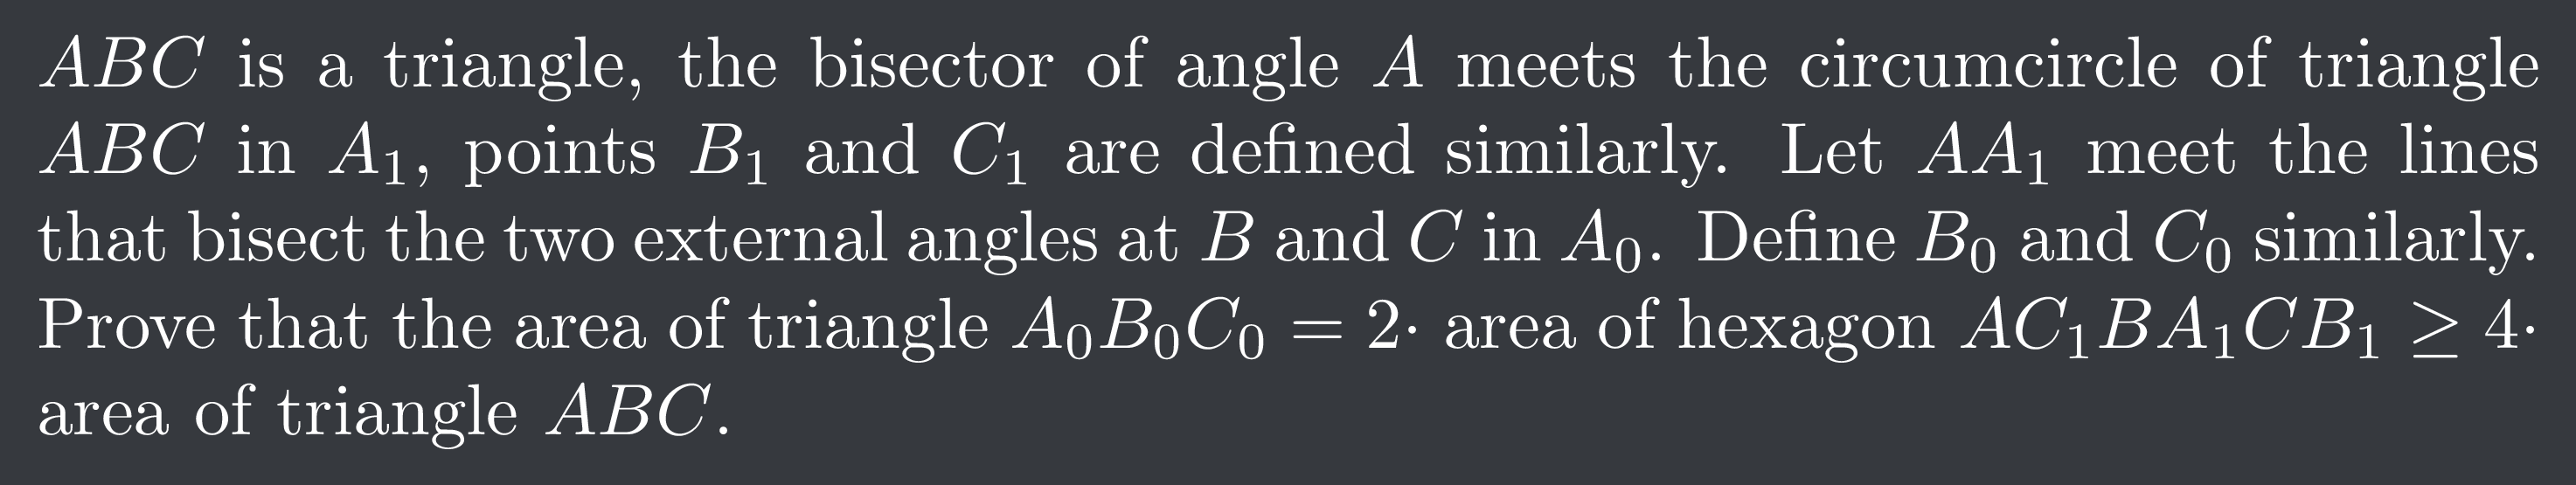 ABC is a triangle, the bisector of angle A meets the circumcircle of triangle
ABC in A₁, points B₁ and C₁ are defined similarly. Let AA₁ meet the lines
that bisect the two external angles at B and C in A₀. Define B₀ and C₀ similarly.
Prove that the area of triangle A₀B₀C₀ = 2· area of hexagon AC₁BA₁CB₁ ≥ 4·
area of triangle ABC.